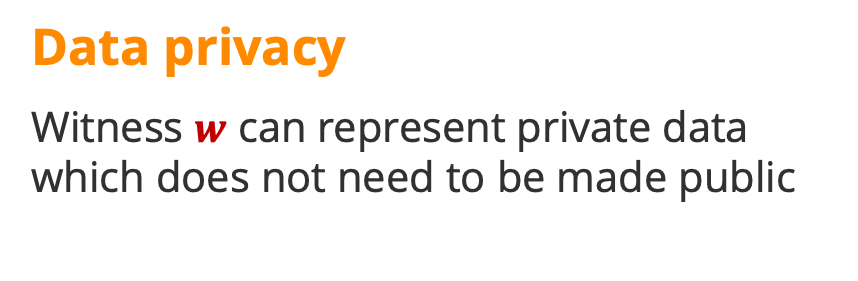 Data privacy
Witness w can represent private data
which does not need to be made public